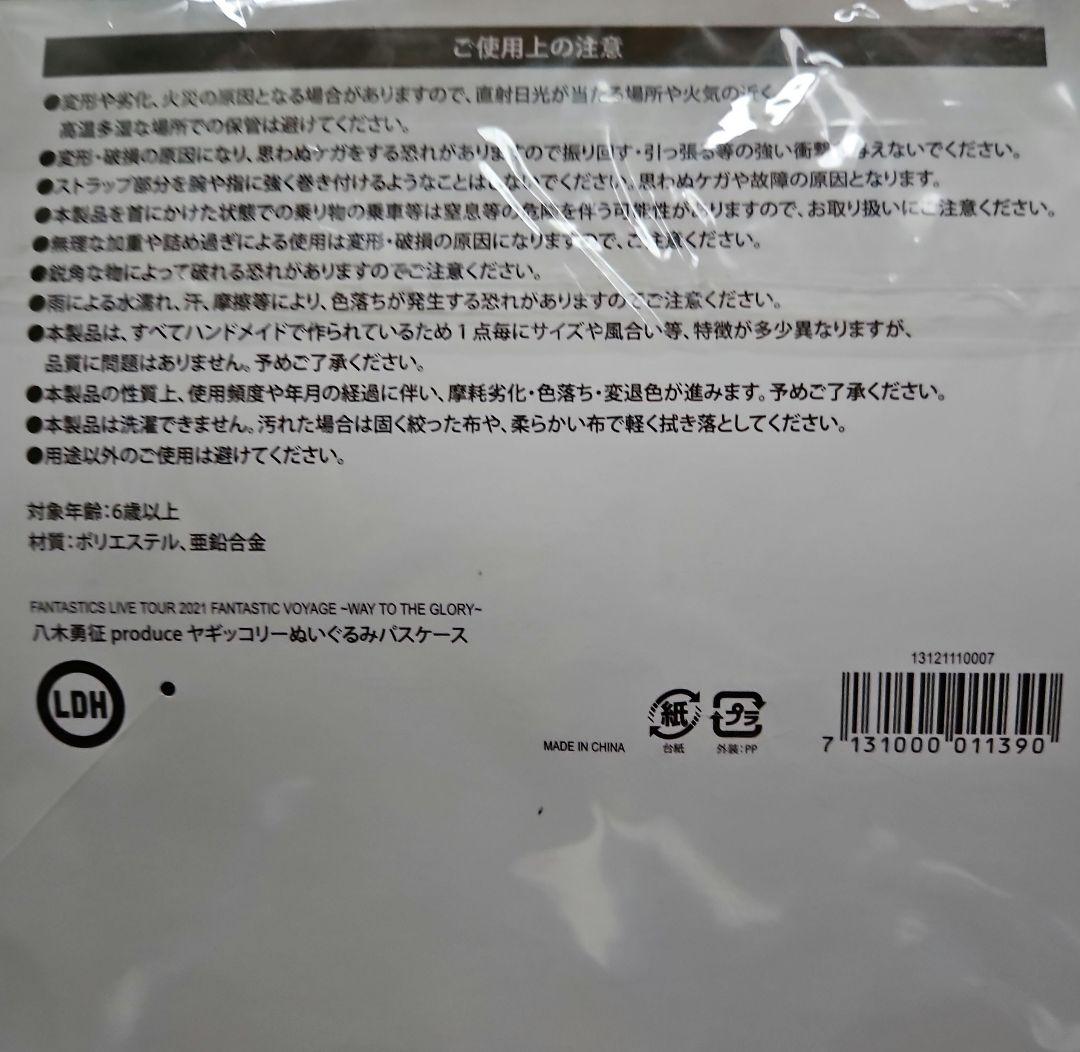 ご使用上の注意
●変形や劣化、火災の原因となる場合がありますので、直射日光が当たる場所や火気の近く
高温多湿な場所での保管は避けてください。
●変形・破損の原因になり、思わぬケガをする恐れがありますので振り回す・引っ張る等の強い衝撃 与えないでください。
●ストラップ部分を腕や指に強く巻き付けるようなことはしないでください。思わぬケガや故障の原因となります。
●本製品を首にかけた状態での乗り物の乗車等は窒息等の危険を伴う可能性がありますので、お取り扱いにご注意ください。
●無理な加重や詰め過ぎによる使用は変形・破損の原因になりますので、ご注意ください。
●鋭角な物によって破れる恐れがありますのでご注意ください。
●雨による水濡れ、汗、摩擦等により、色落ちが発生する恐れがありますのでご注意ください。
●本製品は、すべてハンドメイドで作られているため1点毎にサイズや風合い等、特徴が多少異なりますが、
品質に問題はありません。予めご了承ください。
●本製品の性質上、使用頻度や年月の経過に伴い、摩耗劣化・色落ち・変退色が進みます。予めご了承ください。
●本製品は洗濯できません。汚れた場合は固く絞った布や、柔らかい布で軽く拭き落としてください。
●用途以外のご使用は避けてください。
対象年齢：6歳以上
材質：ポリエステル、亜鉛合金
FANTASTICS LIVE TOUR 2021 FANTASTIC VOYAGE ~WAY TO THE GLORY~
八木勇征 produce ヤギッコリーぬいぐるみパスケース
LDH
MADE IN CHINA
紙
台紙
プラ
外装：PP
13121110007
7 131000 011390